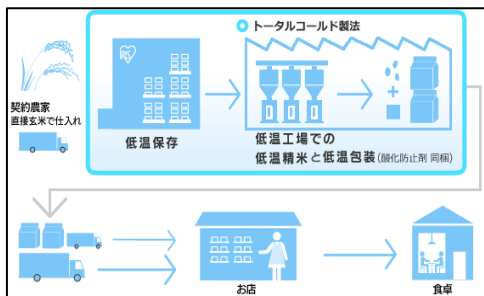 トータルコールド製法
契約農家
直接玄米で仕入れ
低温保存
低温工場での
低温精米と低温包装(酸化防止剤 同梱)
お店
食卓